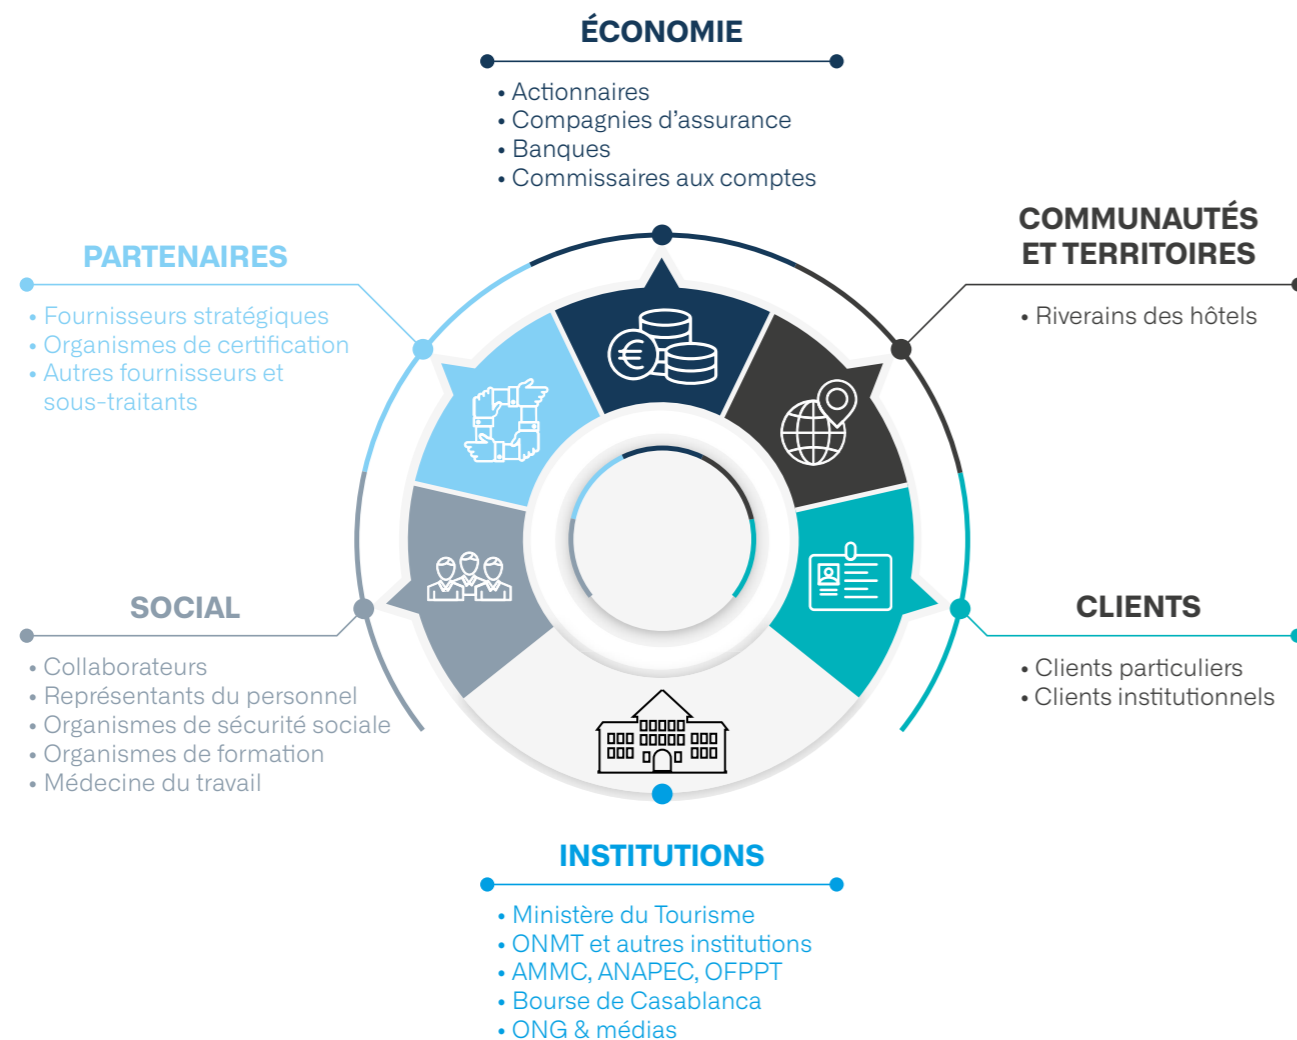 ÉCONOMIE
• Actionnaires
• Compagnies d'assurance
• Banques
• Commissaires aux comptes
COMMUNAUTÉS
ET TERRITOIRES
• Riverains des hôtels
PARTENAIRES
• Fournisseurs stratégiques
• Organismes de certification
• Autres fournisseurs et
sous-traitants
SOCIAL
• Collaborateurs
• Représentants du personnel
• Organismes de sécurité sociale
• Organismes de formation
• Médecine du travail
CLIENTS
• Clients particuliers
• Clients institutionnels
INSTITUTIONS
• Ministère du Tourisme
• ONMT et autres institutions
• AMMC, ANAPEC, OFPPT
• Bourse de Casablanca
• ONG & médias